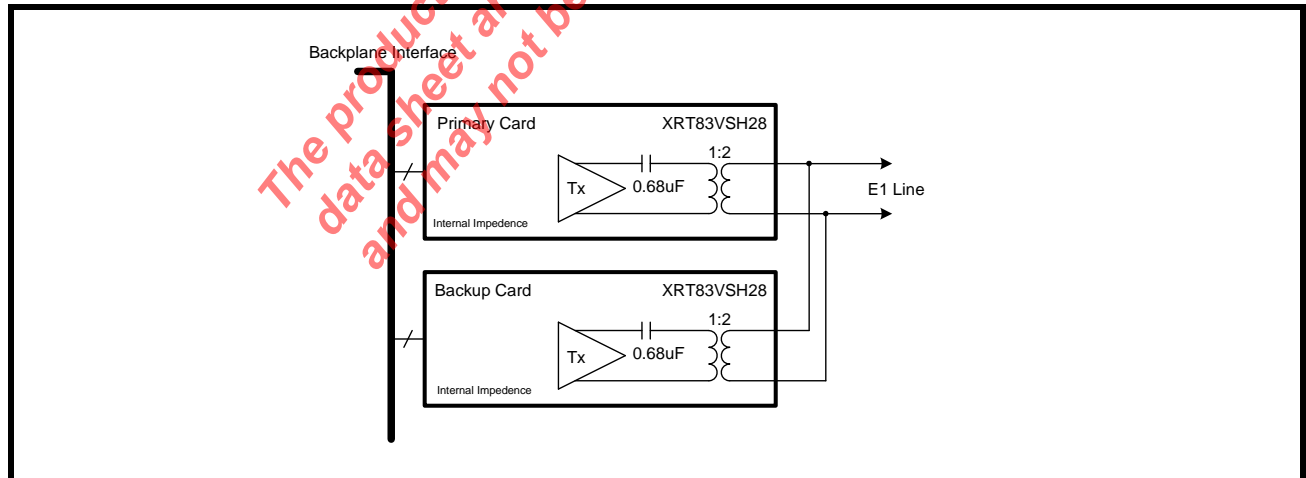 The produc
data sheet a
and may not be
Backplane Interface
Primary Card
XRT83VSH28
1:2
Tx
0.68uF
E1 Line
Internal Impedence
Backup Card
XRT83VSH28
1:2
Tx
0.68uF
Internal Impedence